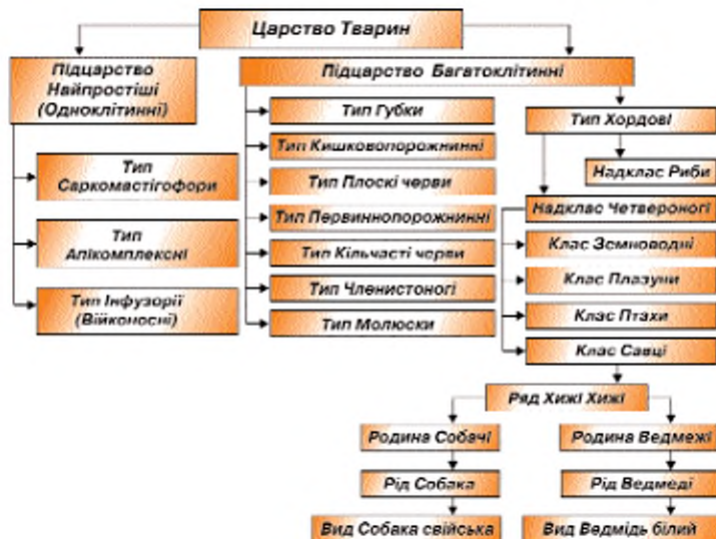 Царство Тварин
Підцарство
Найпростіші
(Одноклітинні)
Тип
Саркомастігофори
Тип
Апікомплексні
Тип Інфузорії
(Війконосні)
Підцарство Багатоклітинні
Тип Губки
Тип Кишковопорожнинні
Тип Плоскі черви
Тип Первиннопорожнинні
Тип Кільчасті черви
Тип Членистоногі
Тип Молюски
Тип Хордові
Надклас Риби
Надклас Четвероногі
Клас Земноводні
Клас Плазуни
Клас Птахи
Клас Савці
Ряд Хижі Хижі
Родина Собачі
Рід Собака
Вид Собака свійська
Родина Ведмежі
Рід Ведмеді
Вид Ведмідь білий